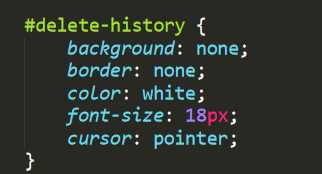 #delete-history {
    background: none;
    border: none;
    color: white;
    font-size: 18px;
    cursor: pointer;
}